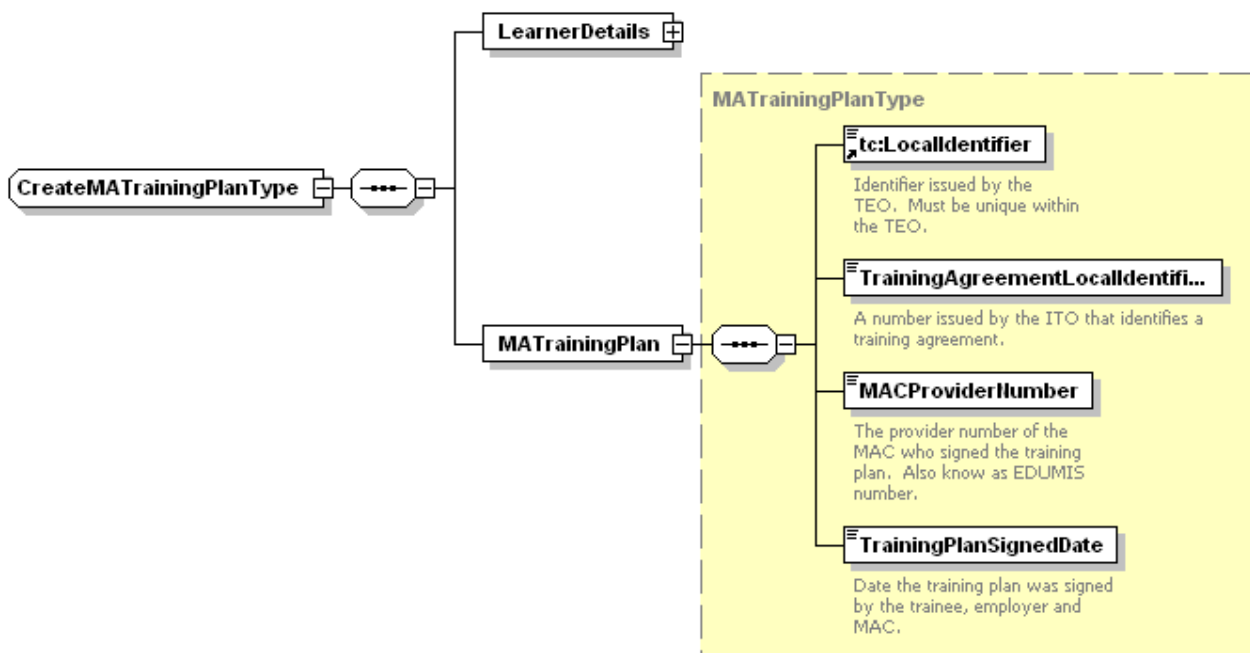 LearnerDetails
MATrainingPlanType
tc:LocalIdentifier
Identifier issued by the
TEO. Must be unique within
the TEO.
CreateMATrainingPlanType
TrainingAgreementLocalIdentifi...
A number issued by the ITO that identifies a
training agreement.
MATrainingPlan
MACProviderNumber
The provider number of the
MAC who signed the training
plan. Also know as EDUMIS
number.
TrainingPlanSignedDate
Date the training plan was signed
by the trainee, employer and
MAC.